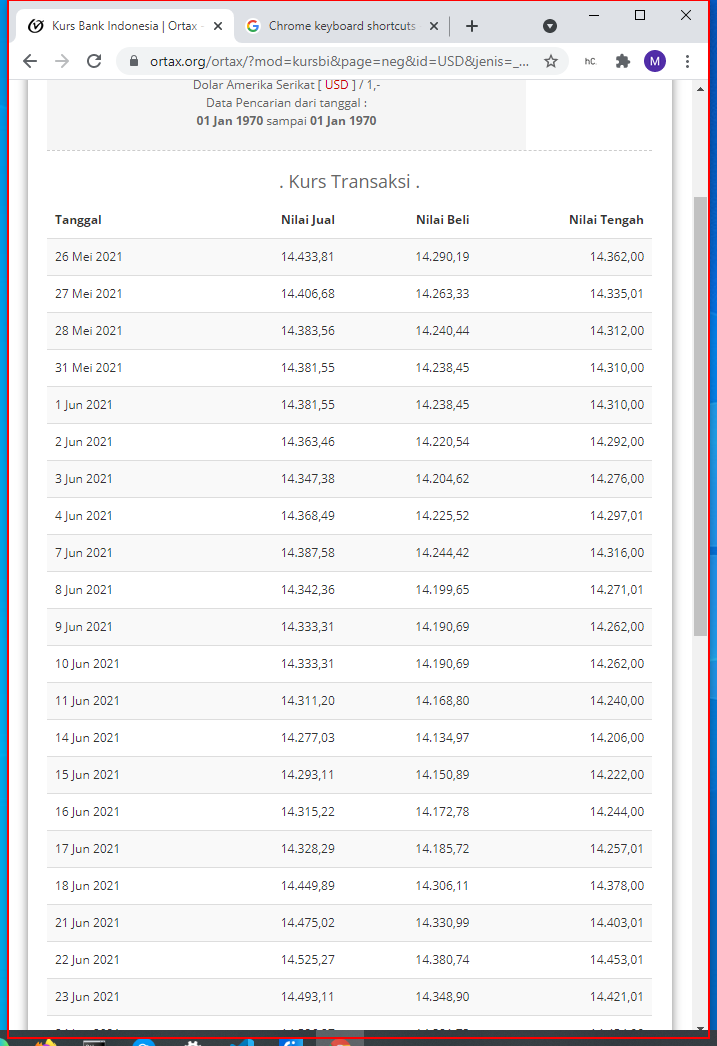 Kurs Bank Indonesia | Ortax -
Chrome keyboard shortcuts
ortax.org/ortax/?mod=kursbi&page=neg&id=USD&jenis=_...
hC
M
Dolar Amerika Serikat [ USD ] / 1,-
Data Pencarian dari tanggal :
01 Jan 1970 sampai 01 Jan 1970
. Kurs Transaksi .
Tanggal Nilai Jual Nilai Beli Nilai Tengah
26 Mei 2021 14.433,81 14.290,19 14.362,00
27 Mei 2021 14.406,68 14.263,33 14.335,01
28 Mei 2021 14.383,56 14.240,44 14.312,00
31 Mei 2021 14.381,55 14.238,45 14.310,00
1 Jun 2021 14.381,55 14.238,45 14.310,00
2 Jun 2021 14.363,46 14.220,54 14.292,00
3 Jun 2021 14.347,38 14.204,62 14.276,00
4 Jun 2021 14.368,49 14.225,52 14.297,01
7 Jun 2021 14.387,58 14.244,42 14.316,00
8 Jun 2021 14.342,36 14.199,65 14.271,01
9 Jun 2021 14.333,31 14.190,69 14.262,00
10 Jun 2021 14.333,31 14.190,69 14.262,00
11 Jun 2021 14.311,20 14.168,80 14.240,00
14 Jun 2021 14.277,03 14.134,97 14.206,00
15 Jun 2021 14.293,11 14.150,89 14.222,00
16 Jun 2021 14.315,22 14.172,78 14.244,00
17 Jun 2021 14.328,29 14.185,72 14.257,01
18 Jun 2021 14.449,89 14.306,11 14.378,00
21 Jun 2021 14.475,02 14.330,99 14.403,01
22 Jun 2021 14.525,27 14.380,74 14.453,01
23 Jun 2021 14.493,11 14.348,90 14.421,01